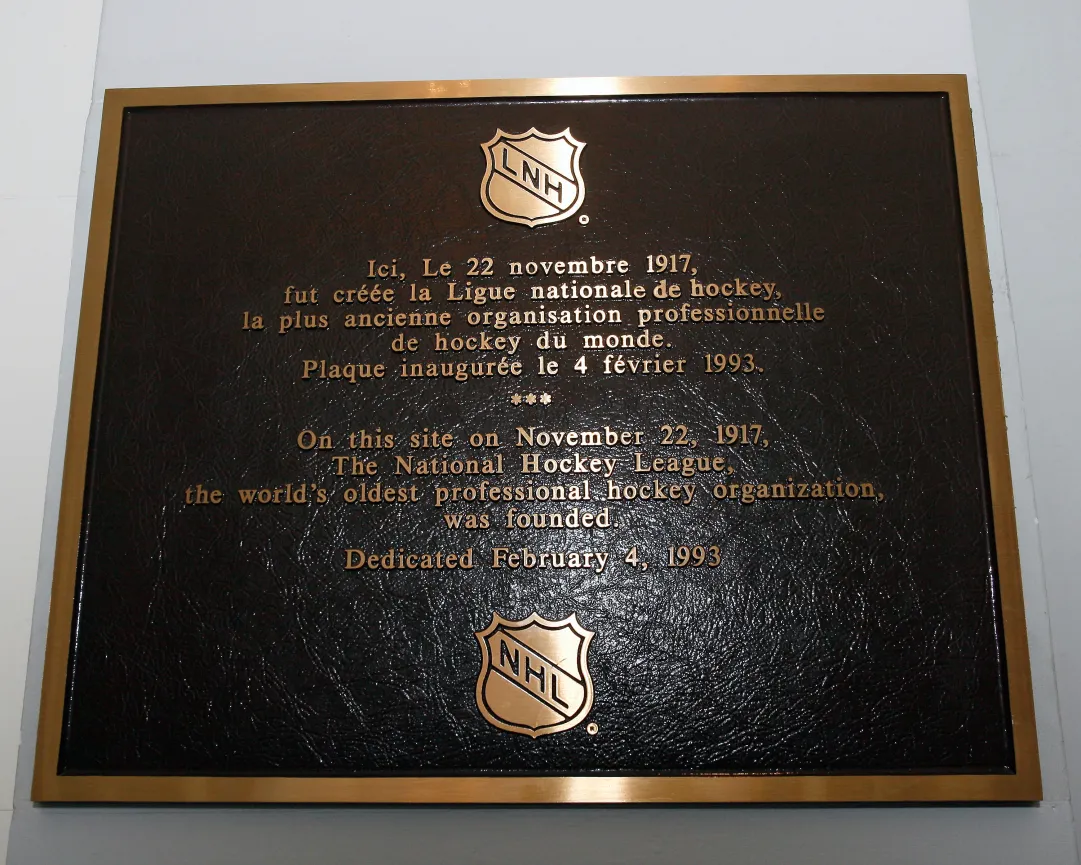 LNH
Ici, Le 22 novembre 1917,
fut créée la Ligue nationale de hockey,
la plus ancienne organisation professionnelle
de hockey du monde.
Plaque inaugurée le 4 février 1993.
***
On this site on November 22, 1917,
The National Hockey League,
the world's oldest professional hockey organization,
was founded.
Dedicated February 4, 1993
NHL